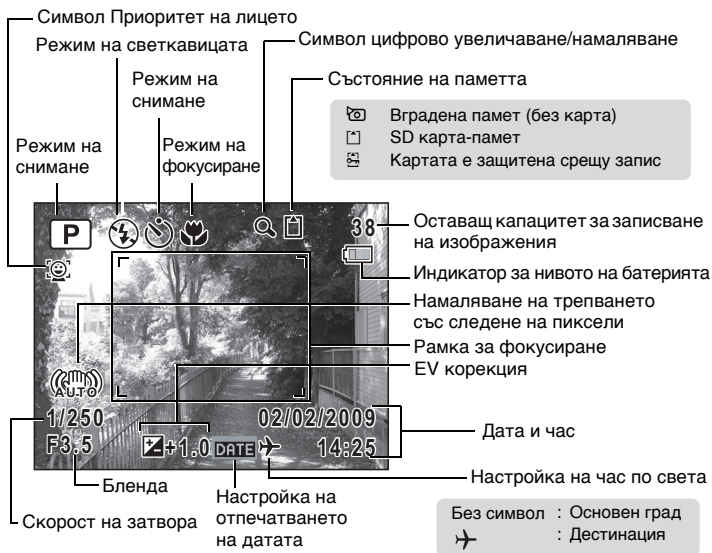 Символ Приоритет на лицето
Режим на светкавицата
Символ цифрово увеличаване/намаляване
Режим на
снимане
Състояние на паметта
Вградена памет (без карта)
SD карта-памет
Картата е защитена срещу запис
Режим на
снимане
Режим на
фокусиране
P
38
Оставащ капацитет за записване
на изображения
Индикатор за нивото на батерията
Намаляване на трепването
със следене на пиксели
AUTO
Рамка за фокусиране
EV корекция
1/250
02/02/2009
F3.5
+1.0
DATE
14:25
Дата и час
Бленда
Настройка на час по света
Скорост на затвора
Настройка на
отпечатването
на датата
Без символ : Основен град
: Дестинация